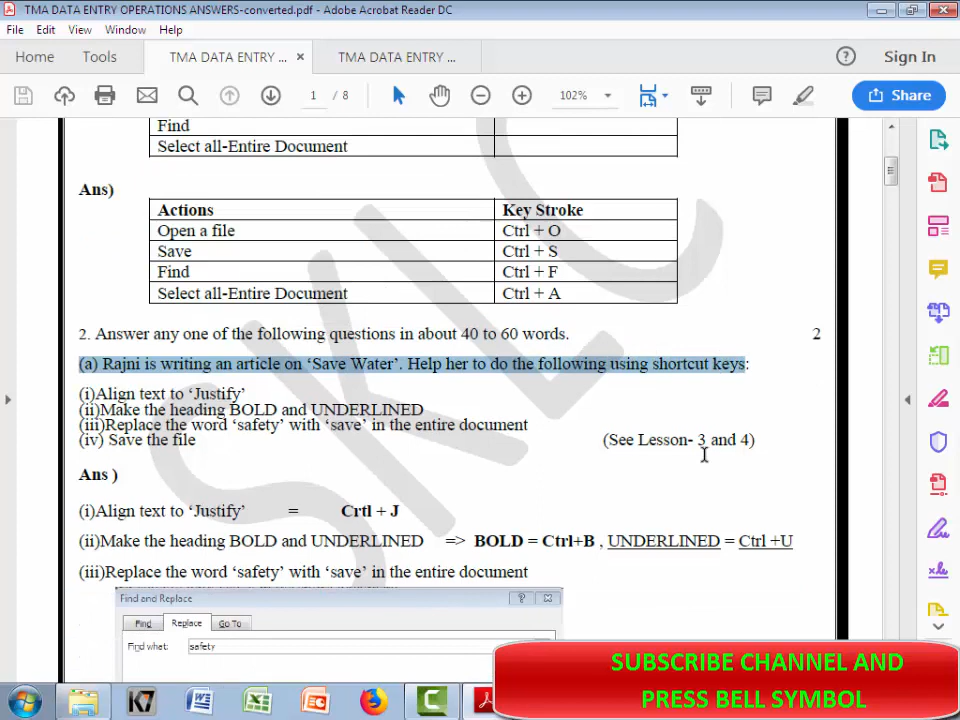 TMA DATA ENTRY OPERATIONS ANSWERS-converted.pdf - Adobe Acrobat Reader DC
File Edit View Window Help
Home Tools TMA DATA ENTRY ... × TMA DATA ENTRY ... Sign In
1 / 8 102% Share
Find
Select all-Entire Document
Ans)
Actions Key Stroke
Open a file Ctrl + O
Save Ctrl + S
Find Ctrl + F
Select all-Entire Document Ctrl + A
2. Answer any one of the following questions in about 40 to 60 words. 2
(a) Rajni is writing an article on ‘Save Water’. Help her to do the following using shortcut keys:
(i)Align text to ‘Justify’
(ii)Make the heading BOLD and UNDERLINED
(iii)Replace the word ‘safety’ with ‘save’ in the entire document
(iv) Save the file (See Lesson- 3 and 4)
Ans )
(i)Align text to ‘Justify’ = Crtl + J
(ii)Make the heading BOLD and UNDERLINED => BOLD = Ctrl+B , UNDERLINED = Ctrl +U
(iii)Replace the word ‘safety’ with ‘save’ in the entire document
Find and Replace
Find Replace Go To
Find what: safety
SUBSCRIBE CHANNEL AND
PRESS BELL SYMBOL
SKLC